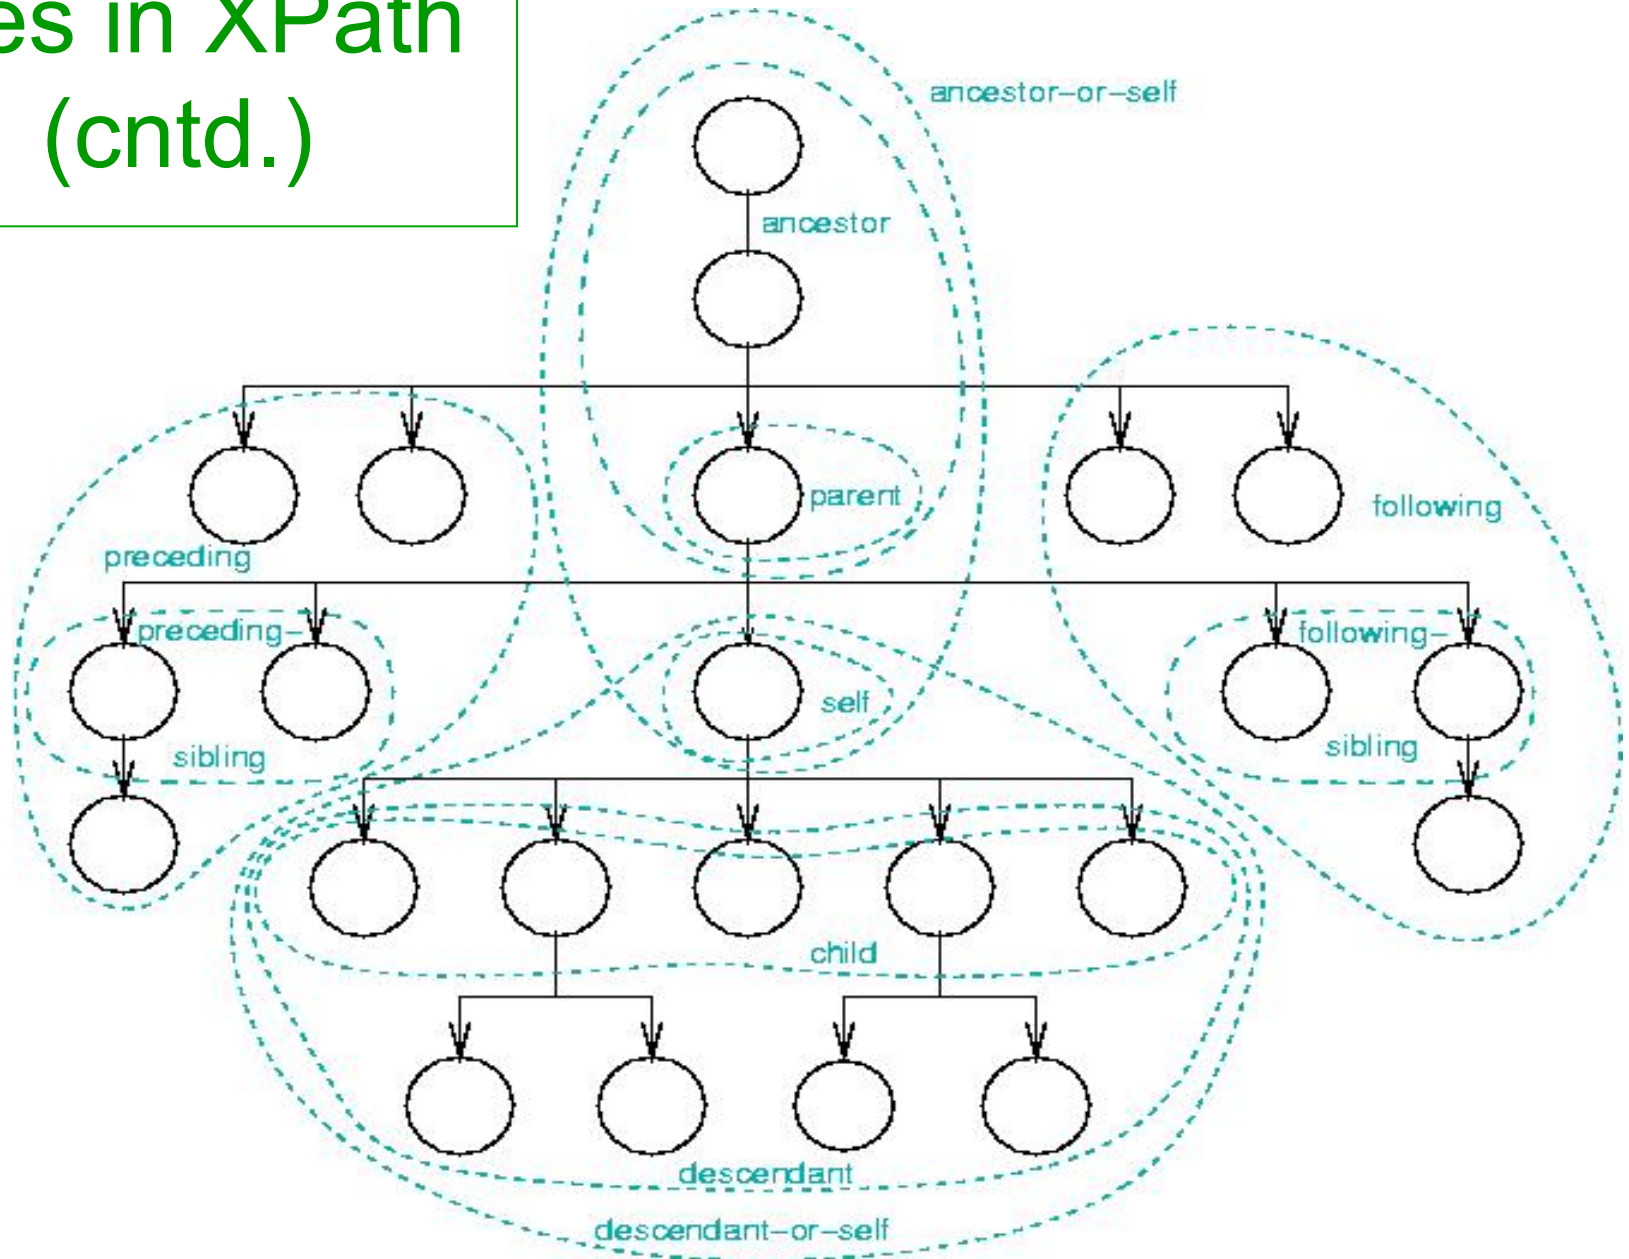 es in XPath
(cntd.)
ancestor-or-self
ancestor
parent
following
preceding
preceding-
sibling
self
following-
sibling
child
descendant
descendant-or-self